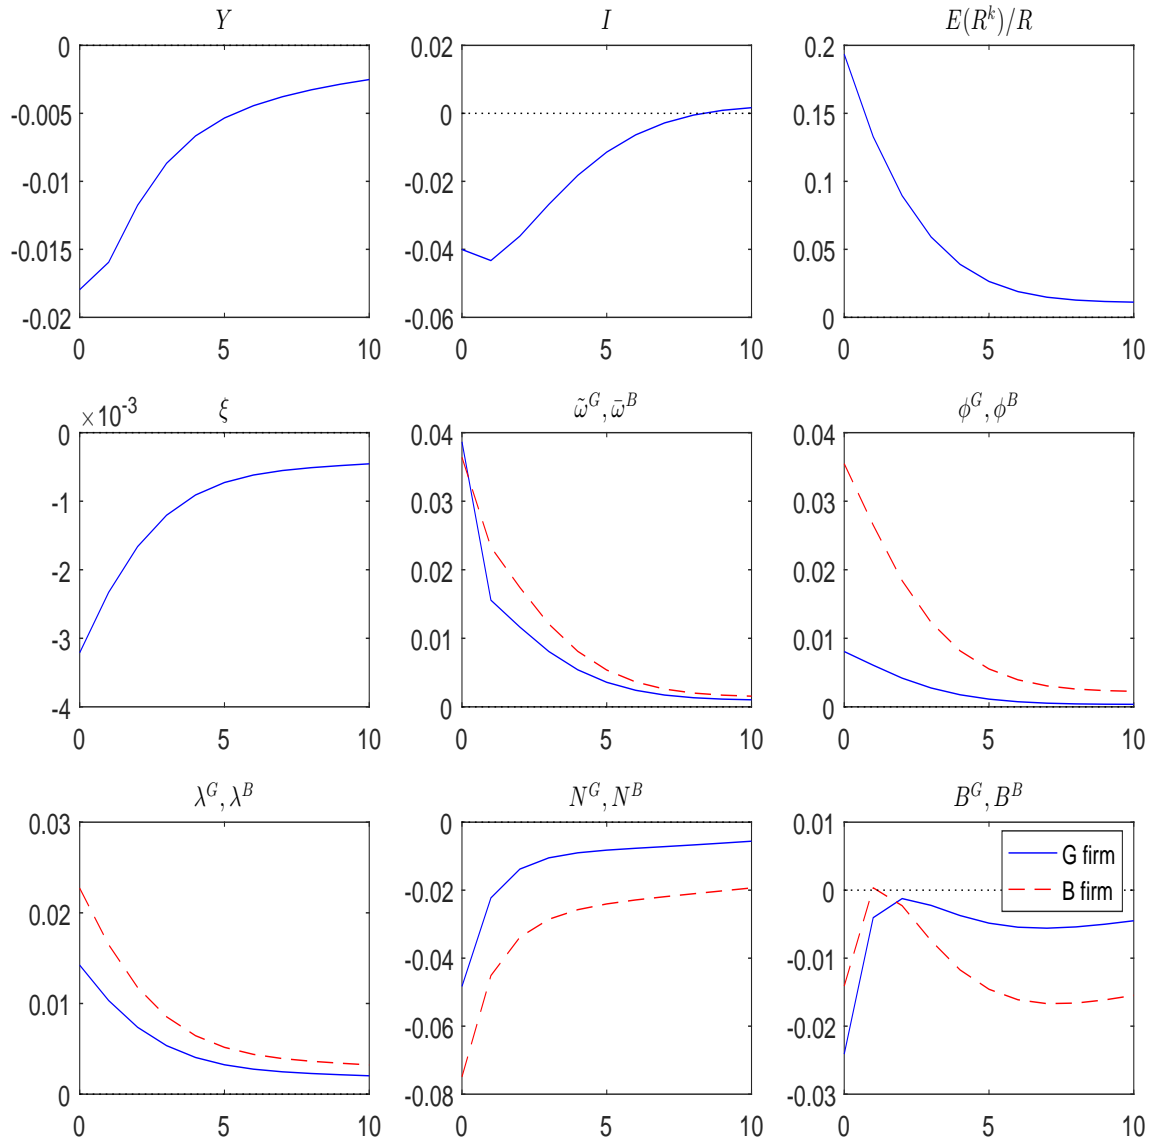 Y
I
E(R^k)/R
0
-0.005
-0.01
-0.015
-0.02
0 5 10
0.02
0
-0.02
-0.04
-0.06
0 5 10
0.2
0.15
0.1
0.05
0
0 5 10
×10^-3
ξ
ω̃^G, ω̄^B
ϕ^G, ϕ^B
0
-1
-2
-3
-4
0 5 10
0.04
0.03
0.02
0.01
0
0 5 10
0.04
0.03
0.02
0.01
0
0 5 10
λ^G, λ^B
N^G, N^B
B^G, B^B
0.03
0.02
0.01
0
0 5 10
0
-0.02
-0.04
-0.06
-0.08
0 5 10
0.01
0
-0.01
-0.02
-0.03
0 5 10
G firm
B firm